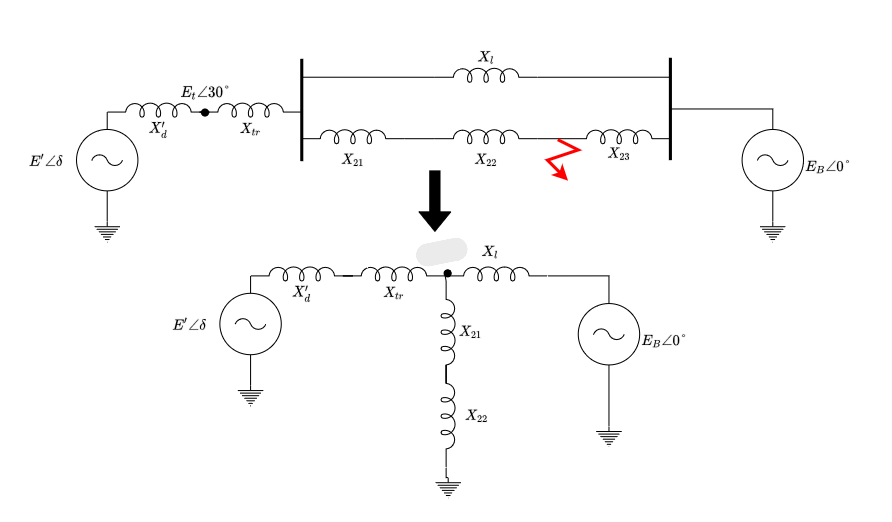 X_l
E_t∠30°
X'_d
X_tr
E'∠δ
X_21
X_22
X_23
E_B∠0°
X_l
X'_d
X_tr
E'∠δ
X_21
E_B∠0°
X_22